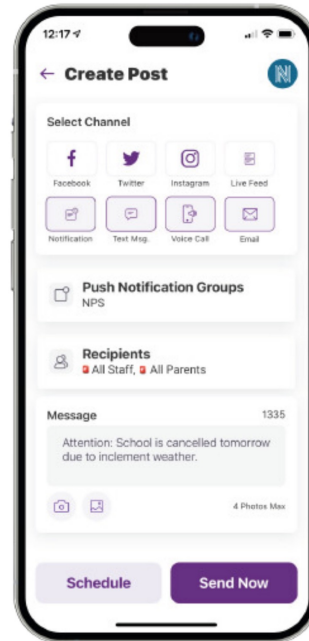 12:17
Create Post
N
Select Channel
Facebook Twitter Instagram Live Feed
Notification Text Msg. Voice Call Email
Push Notification Groups
NPS
Recipients
All Staff, All Parents
Message 1335
Attention: School is cancelled tomorrow
due to inclement weather.
4 Photos Max
Schedule Send Now